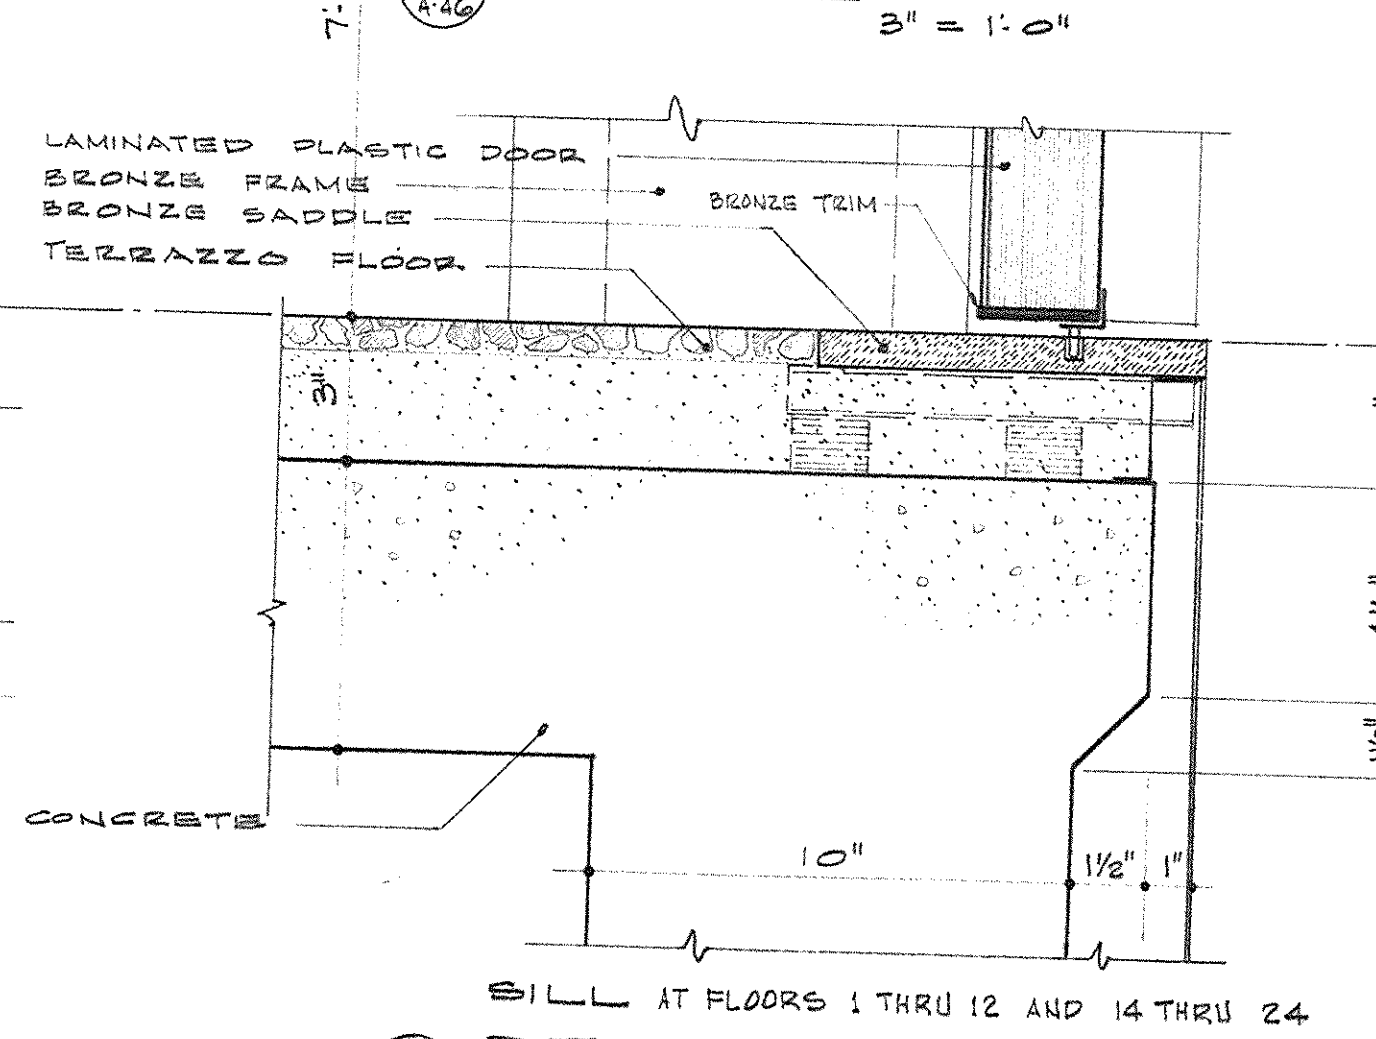 A-46
3" = 1'-0"
LAMINATED PLASTIC DOOR
BRONZE FRAME
BRONZE SADDLE
BRONZE TRIM
TERRAZZO FLOOR
3"
CONCRETE
10"
1½"
1"
SILL AT FLOORS 1 THRU 12 AND 14 THRU 24